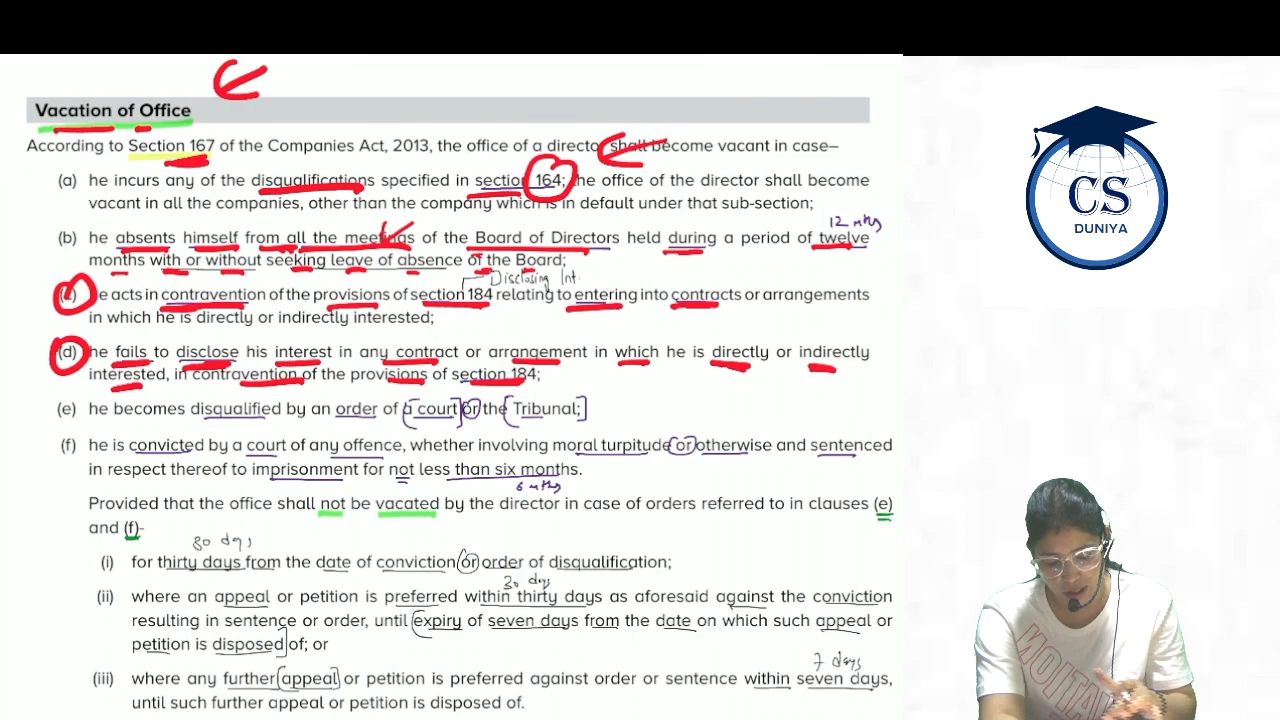 Vacation of Office
According to Section 167 of the Companies Act, 2013, the office of a director shall become vacant in case–
(a) he incurs any of the disqualifications specified in section 164; the office of the director shall become
vacant in all the companies, other than the company which is in default under that sub-section;
12 mths
(b) he absents himself from all the meetings of the Board of Directors held during a period of twelve
months with or without seeking leave of absence of the Board;
Disclosing Int.
(c) he acts in contravention of the provisions of section 184 relating to entering into contracts or arrangements
in which he is directly or indirectly interested;
(d) he fails to disclose his interest in any contract or arrangement in which he is directly or indirectly
interested, in contravention of the provisions of section 184;
(e) he becomes disqualified by an order of a court or the Tribunal;
(f) he is convicted by a court of any offence, whether involving moral turpitude or otherwise and sentenced
in respect thereof to imprisonment for not less than six months.
6 mths
Provided that the office shall not be vacated by the director in case of orders referred to in clauses (e)
and (f)-
30 days
(i) for thirty days from the date of conviction or order of disqualification;
30 days
(ii) where an appeal or petition is preferred within thirty days as aforesaid against the conviction
resulting in sentence or order, until expiry of seven days from the date on which such appeal or
petition is disposed of; or
7 days
(iii) where any further appeal or petition is preferred against order or sentence within seven days,
until such further appeal or petition is disposed of.
CS
DUNIYA